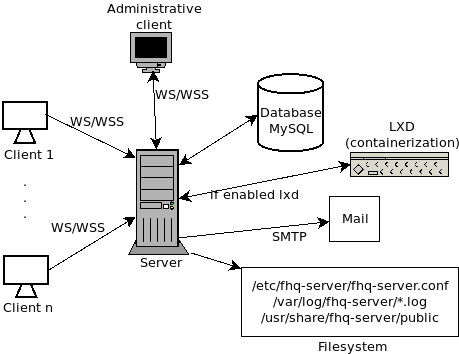 Administrative
client
WS/WSS
WS/WSS
Client 1
.
.
.
WS/WSS
Client n
Server
Database
MySQL
LXD
(containerization)
if enabled lxd
SMTP
Mail
/etc/fhq-server/fhq-server.conf
/var/log/fhq-server/*.log
/usr/share/fhq-server/public
Filesystem